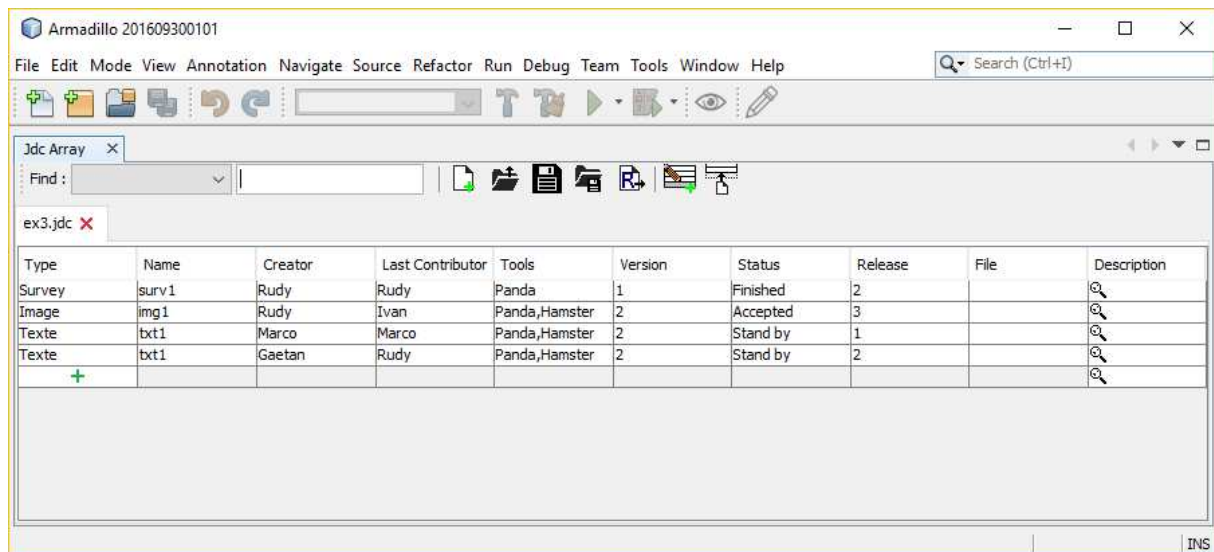 Armadillo 201609300101
File Edit Mode View Annotation Navigate Source Refactor Run Debug Team Tools Window Help Search (Ctrl+I)
Jdc Array
Find :
ex3.jdc
Type Name Creator Last Contributor Tools Version Status Release File Description
Survey surv1 Rudy Rudy Panda 1 Finished 2
Image img1 Rudy Ivan Panda,Hamster 2 Accepted 3
Texte txt1 Marco Marco Panda,Hamster 2 Stand by 1
Texte txt1 Gaetan Rudy Panda,Hamster 2 Stand by 2
INS